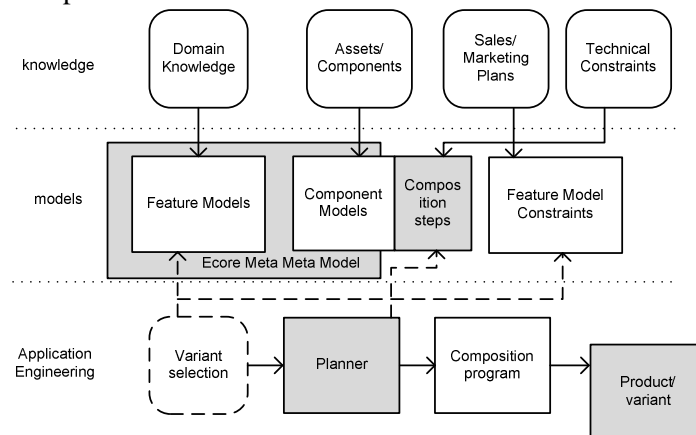 Domain
Knowledge
Assets/
Components
Sales/
Marketing
Plans
Technical
Constraints
knowledge
models
Feature Models
Component
Models
Compos
ition
steps
Feature Model
Constraints
Ecore Meta Meta Model
Application
Engineering
Variant
selection
Planner
Composition
program
Product/
variant